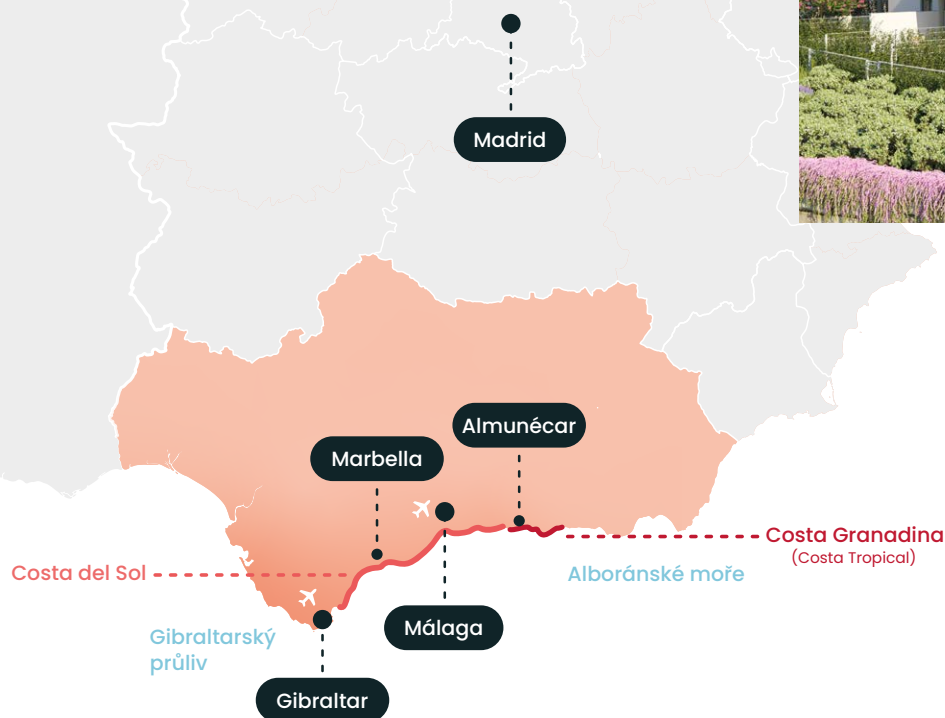 Madrid
Almunécar
Marbella
Costa Granadina
(Costa Tropical)
Costa del Sol
Alboránské moře
Málaga
Gibraltarský
průliv
Gibraltar